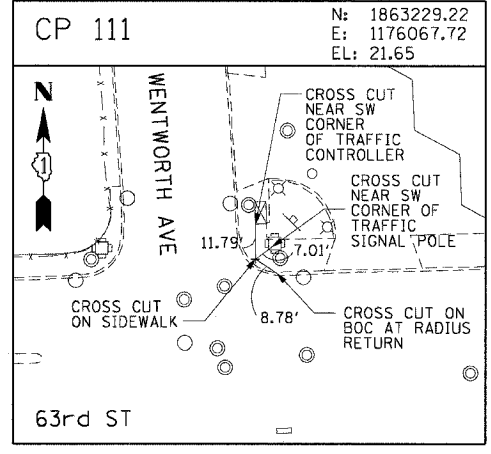 CP 111
N: 1863229.22
E: 1176067.72
EL: 21.65
N
1
WENTWORTH AVE
CROSS CUT
NEAR SW
CORNER
OF TRAFFIC
CONTROLLER
CROSS CUT
NEAR SW
CORNER OF
TRAFFIC
SIGNAL POLE
11.79'
7.01'
8.78'
CROSS CUT
ON SIDEWALK
CROSS CUT ON
BOC AT RADIUS
RETURN
63rd ST